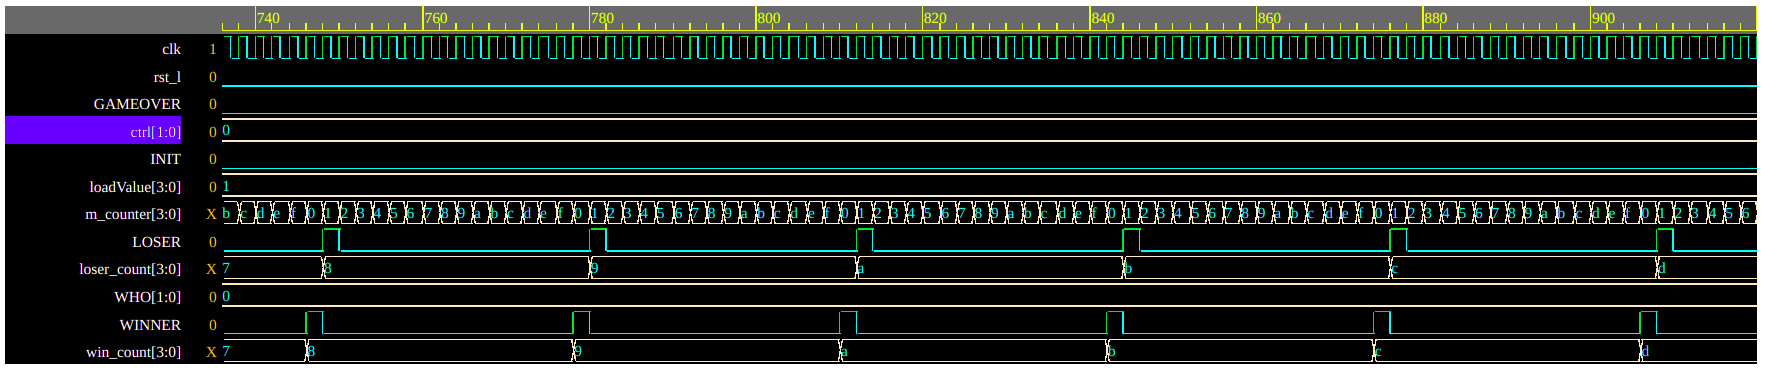 740 760 780 800 820 840 860 880 900
clk 1
rst_l 0
GAMEOVER 0
ctrl[1:0] 0 0
INIT 0
loadValue[3:0] 0 1
m_counter[3:0] X b c d e f 0 1 2 3 4 5 6 7 8 9 a b c d e f 0 1 2 3 4 5 6 7 8 9 a b c d e f 0 1 2 3 4 5 6 7 8 9 a b c d e f 0 1 2 3 4 5 6 7 8 9 a b c d e f 0 1 2 3 4 5 6 7 8 9 a b c d e f 0 1 2 3 4 5 6
LOSER 0
loser_count[3:0] X 7 8 9 a b c d
WHO[1:0] 0 0
WINNER 0
win_count[3:0] X 7 8 9 a b c d